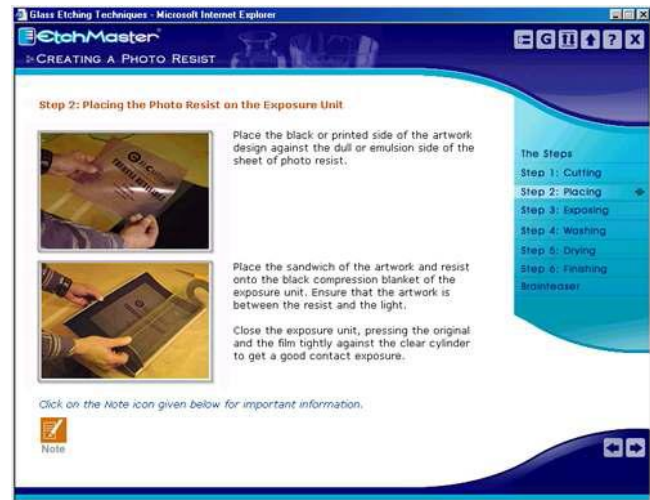 Glass Etching Techniques - Microsoft Internet Explorer
EtchMaster
CREATING A PHOTO RESIST
G
?
X
Step 2: Placing the Photo Resist on the Exposure Unit
Place the black or printed side of the artwork
design against the dull or emulsion side of the
sheet of photo resist.
Place the sandwich of the artwork and resist
onto the black compression blanket of the
exposure unit. Ensure that the artwork is
between the resist and the light.
Close the exposure unit, pressing the original
and the film tightly against the clear cylinder
to get a good contact exposure.
Click on the Note icon given below for important information.
Note
The Steps
Step 1: Cutting
Step 2: Placing
Step 3: Exposing
Step 4: Washing
Step 5: Drying
Step 6: Finishing
Brainteaser